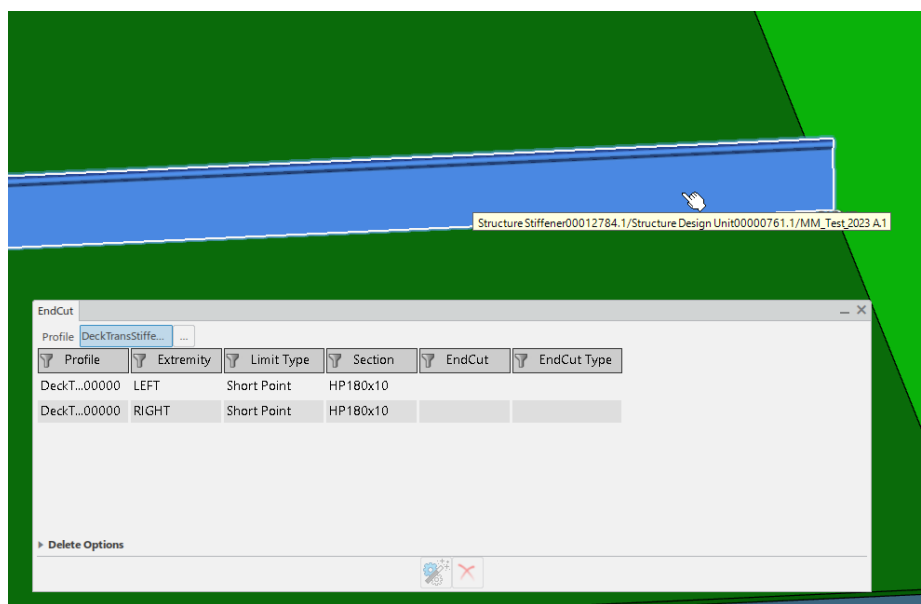 Structure Stiffener00012784.1/Structure Design Unit00000761.1/MM_Test_2023 A.1
EndCut
Profile DeckTransStiffe... ...
Profile Extremity Limit Type Section EndCut EndCut Type
DeckT...00000 LEFT Short Point HP180x10
DeckT...00000 RIGHT Short Point HP180x10
Delete Options